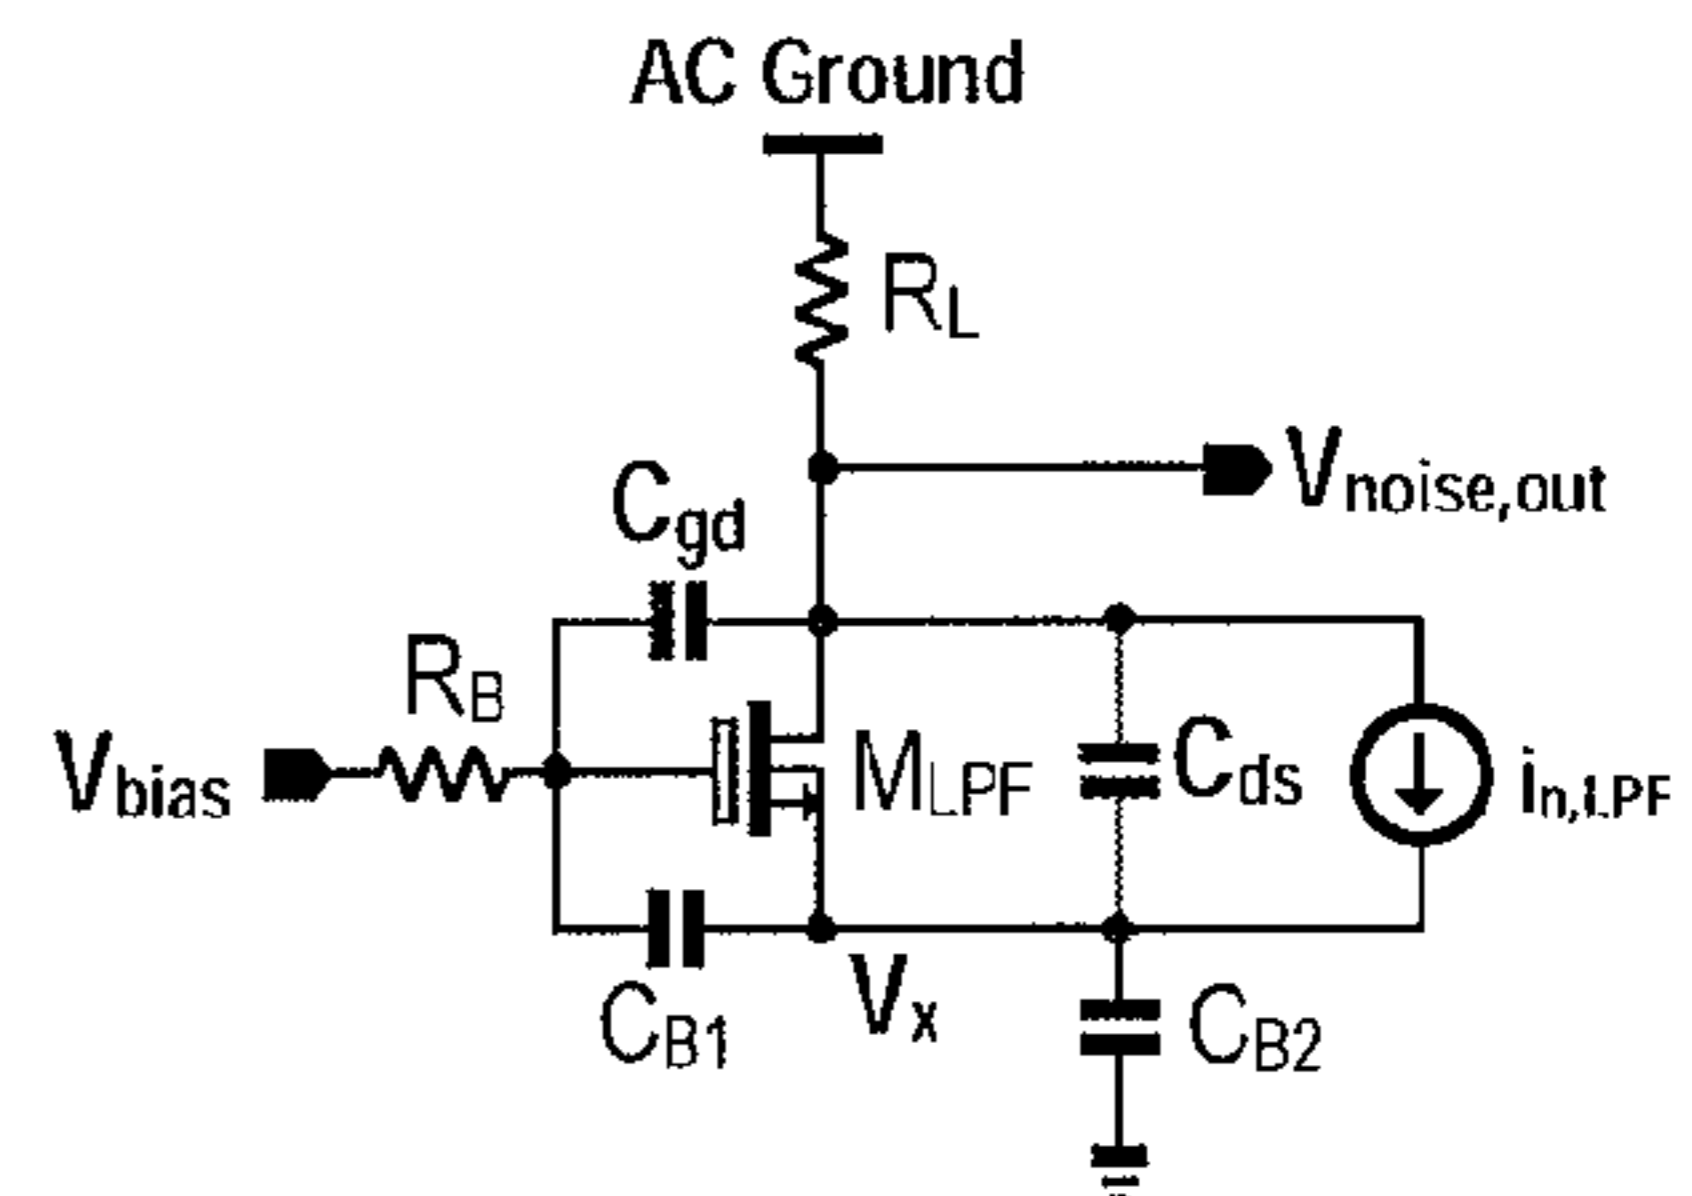 AC Ground
RL
Vnoise,out
Cgd
RB
Vbias
MLPF
Cds
in,LPF
CB1
Vx
CB2